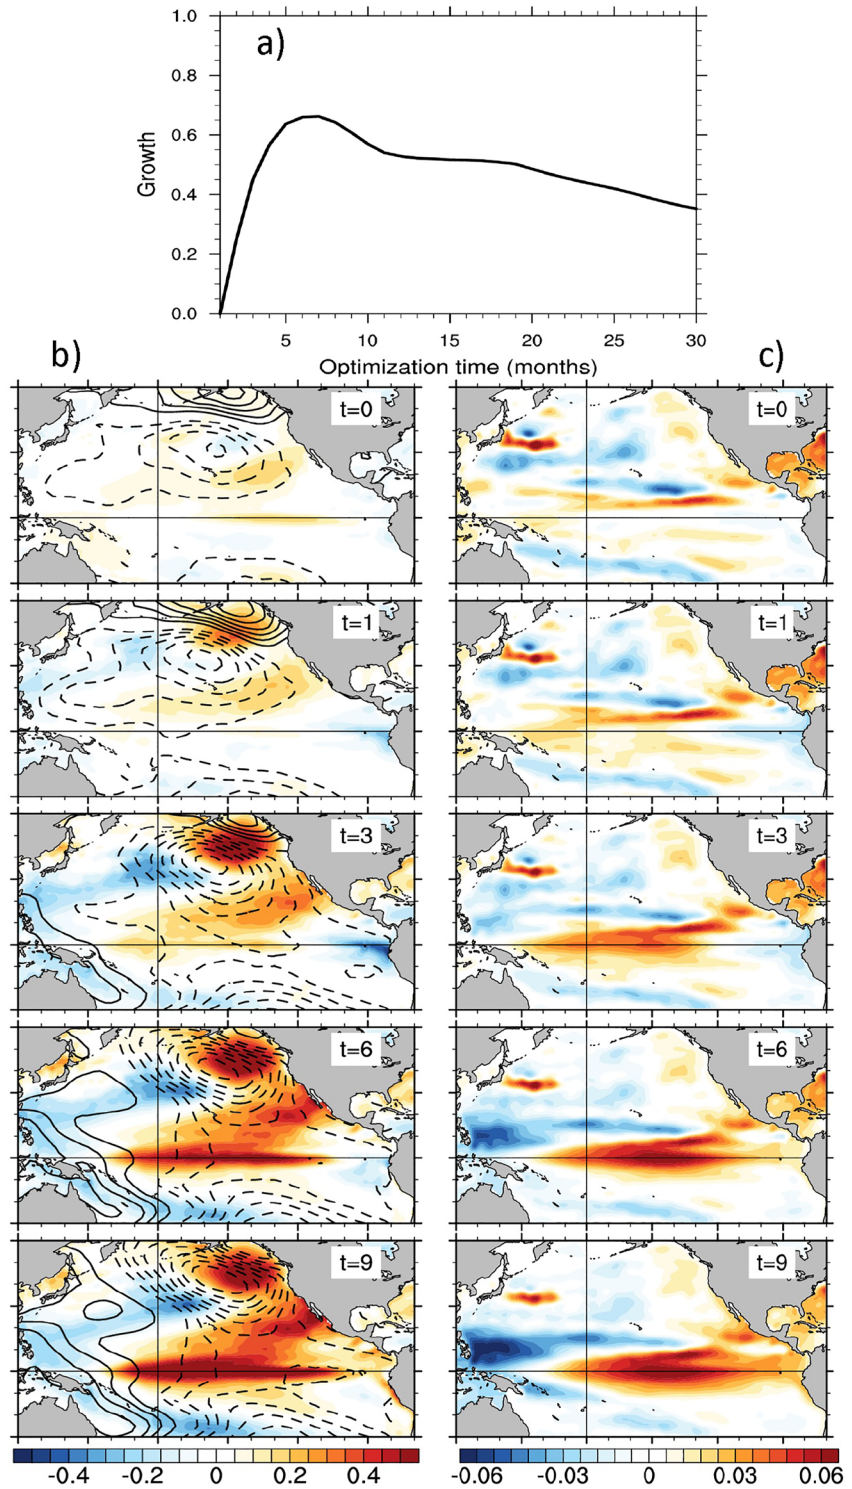 a)
1.0
0.8
0.6
0.4
0.2
0.0
Growth
5 10 15 20 25 30
Optimization time (months)
b) c)
t=0 t=0
t=1 t=1
t=3 t=3
t=6 t=6
t=9 t=9
-0.4 -0.2 0 0.2 0.4 -0.06 -0.03 0 0.03 0.06